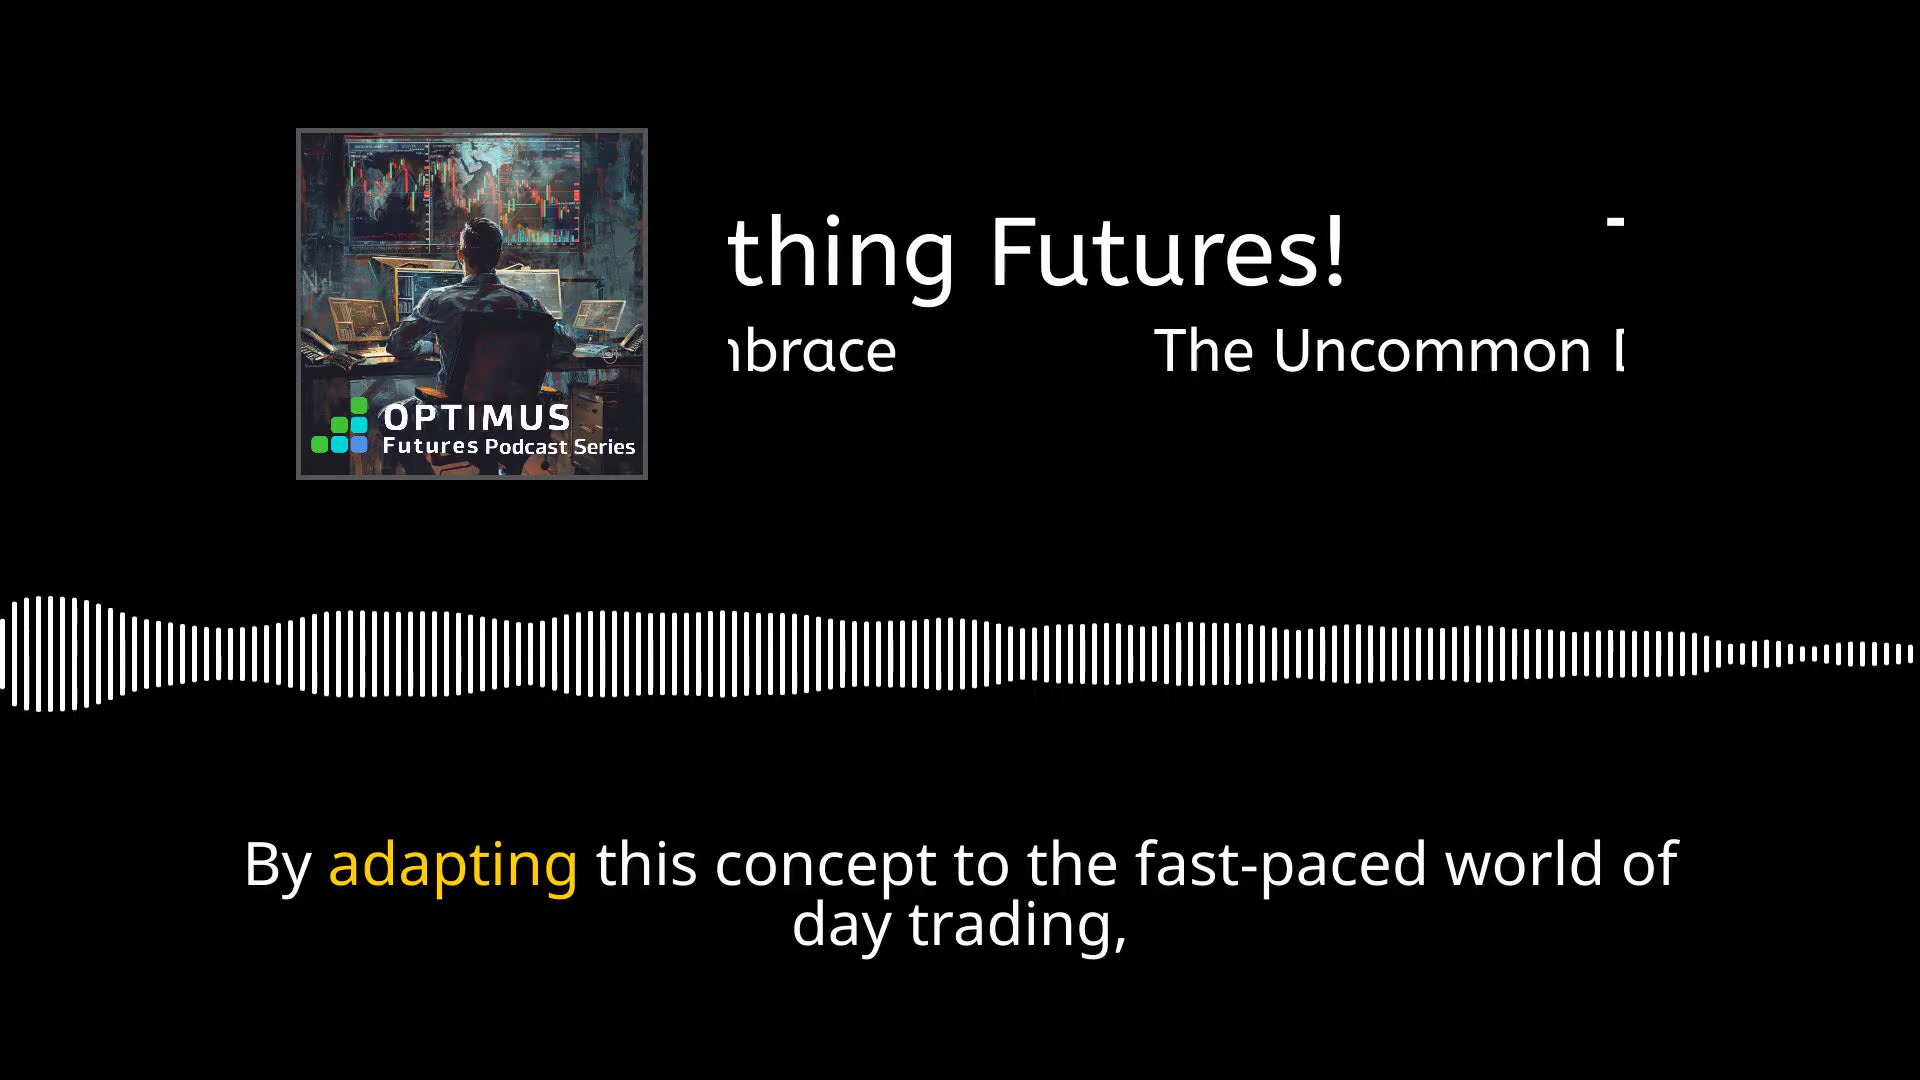 OPTIMUS
Futures Podcast Series
thing Futures!
The Uncommon
By adapting this concept to the fast-paced world of
day trading,